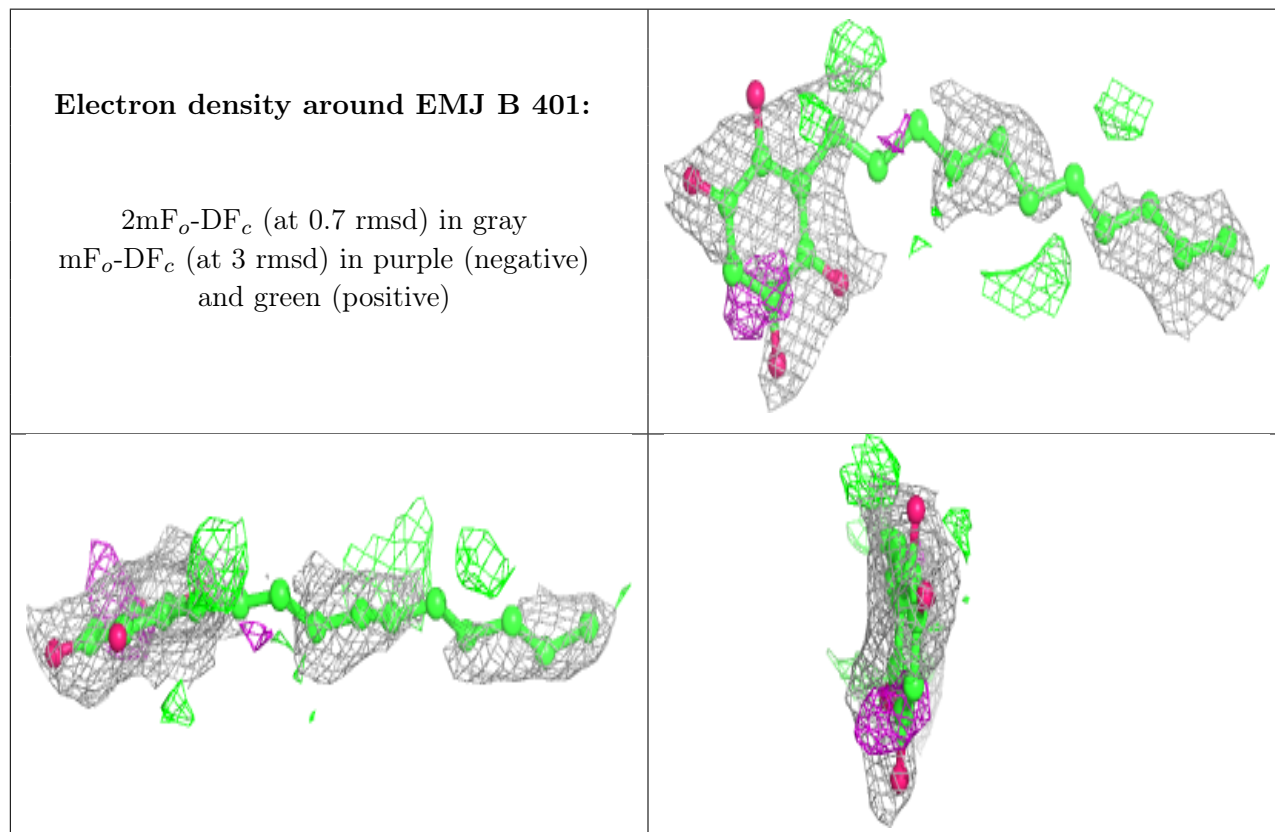 Electron density around EMJ B 401:
2mFo-DFc (at 0.7 rmsd) in gray
mFo-DFc (at 3 rmsd) in purple (negative)
and green (positive)